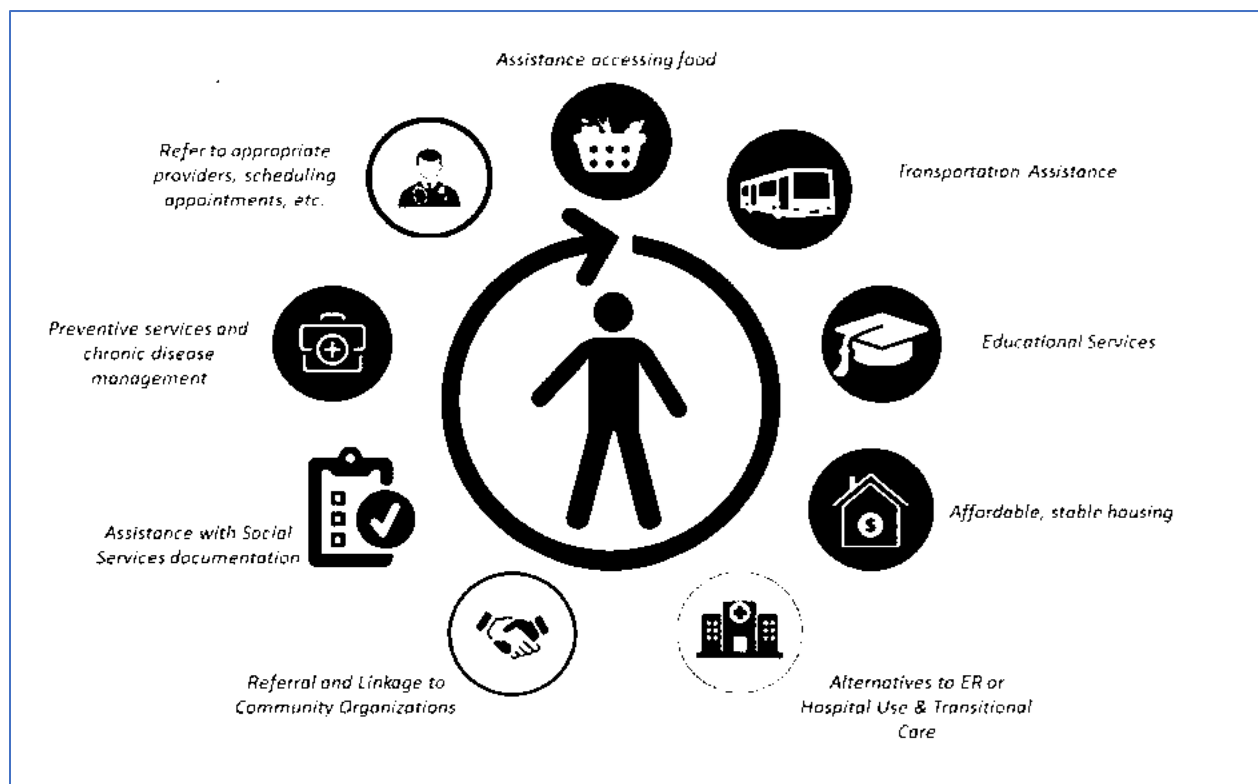 Assistance accessing food
Transportation Assistance
Educational Services
Affordable, stable housing
Alternatives to ER or
Hospital Use & Transitional
Care
Referral and Linkage to
Community Organizations
Assistance with Social
Services documentation
Preventive services and
chronic disease
management
Refer to appropriate
providers, scheduling
appointments, etc.
$